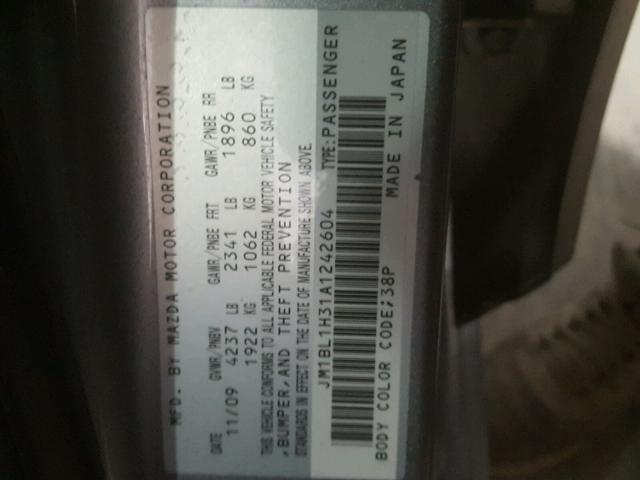 MFD. BY MAZDA MOTOR CORPORATION
DATE GVWR/PNBV GAWR/PNBE FRT GAWR/PNBE RR
11/09 4237 LB 2341 LB 1896 LB
1922 KG 1062 KG 860 KG
THIS VEHICLE CONFORMS TO ALL APPLICABLE FEDERAL MOTOR VEHICLE SAFETY
,BUMPER,AND THEFT PREVENTION
STANDARDS IN EFFECT ON THE DATE OF MANUFACTURE SHOWN ABOVE.
JM1BL1H31A1242604 TYPE:PASSENGER
BODY COLOR CODE;38P MADE IN JAPAN